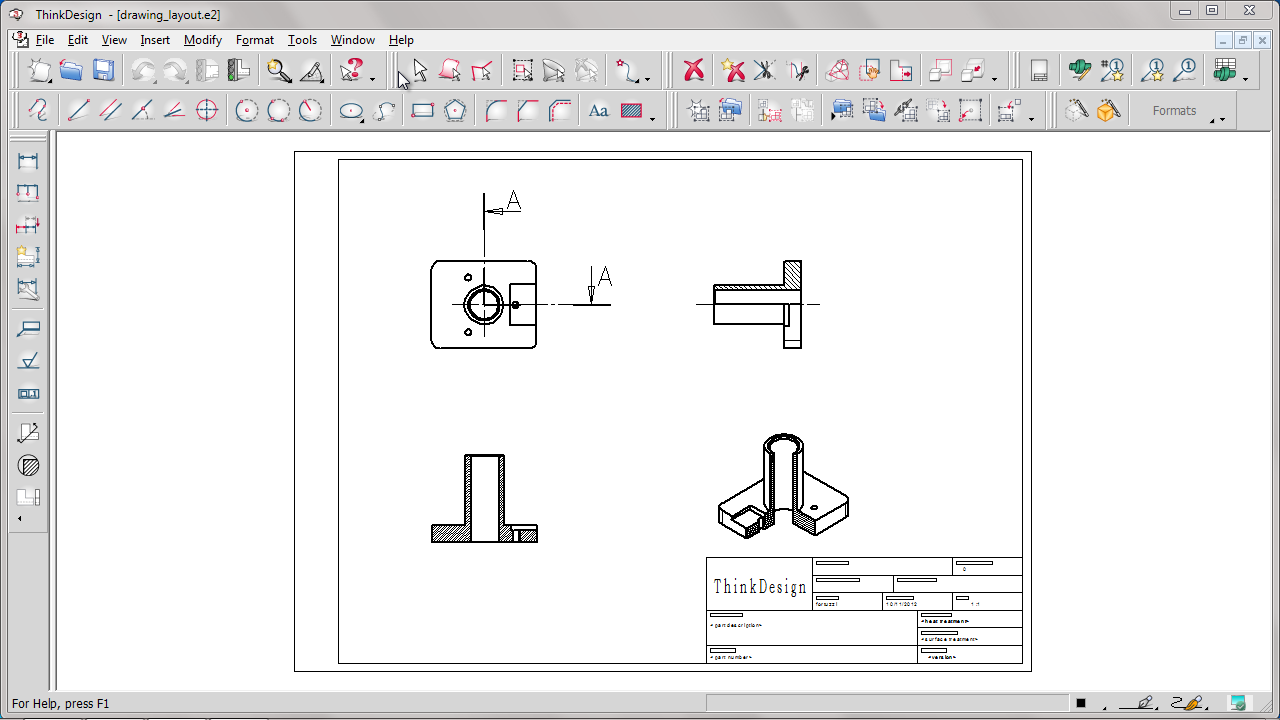 ThinkDesign - [drawing_layout.e2]
File Edit View Insert Modify Format Tools Window Help
Aa
Formats
A
A
ThinkDesign
0
10/11/2012
1:1
<part description>
<heat treatment>
<surface treatment>
<part number>
<version>
For Help, press F1